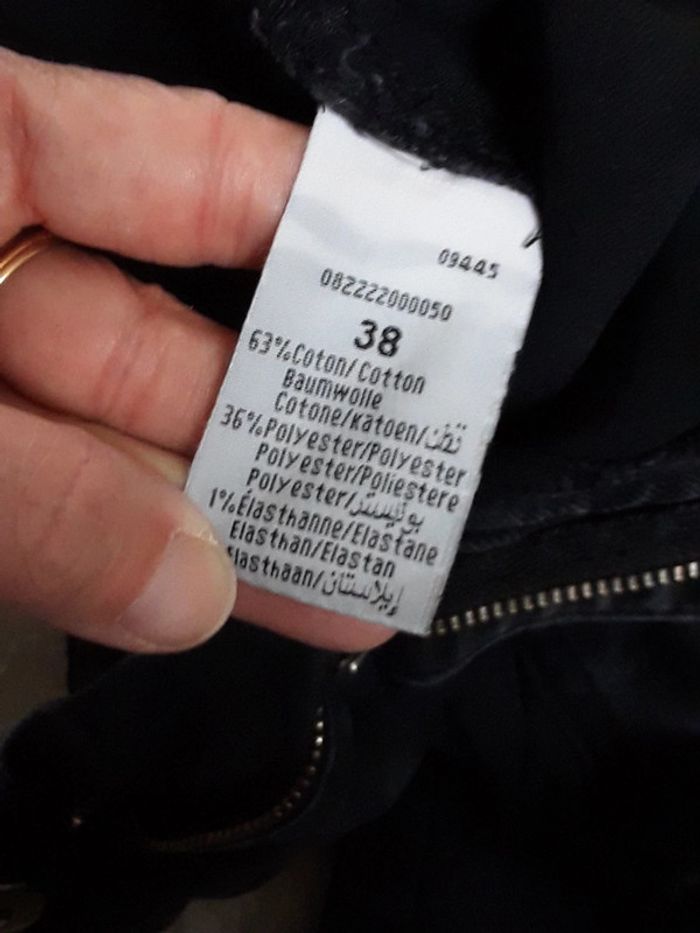 09445
082222000050
38
63%Coton/Cotton
Baumwolle
Cotone/Katoen/قطن
36%Polyester/Polyester
Polyester/Poliestere
Polyester/بوليستر
1%Élasthanne/Elastane
Elasthan/Elastan
Elasthaan/إيلاستان